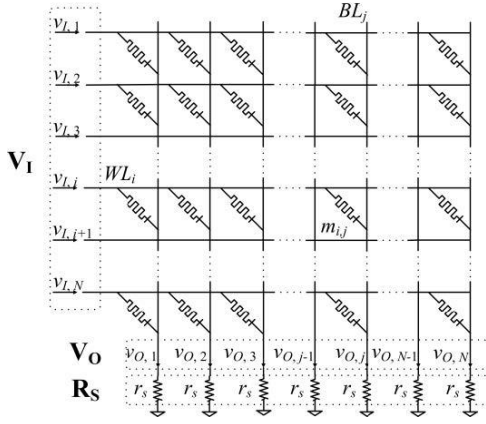 BL_j
v_{I,1}
v_{I,2}
v_{I,3}
V_I
v_{I,j} WL_i
v_{I,j+1} m_{i,j}
v_{I,N}
V_O v_{O,1} v_{O,2} v_{O,3} v_{O,j-1} v_{O,j} v_{O,N-1} v_{O,N}
R_S r_s r_s r_s r_s r_s r_s r_s